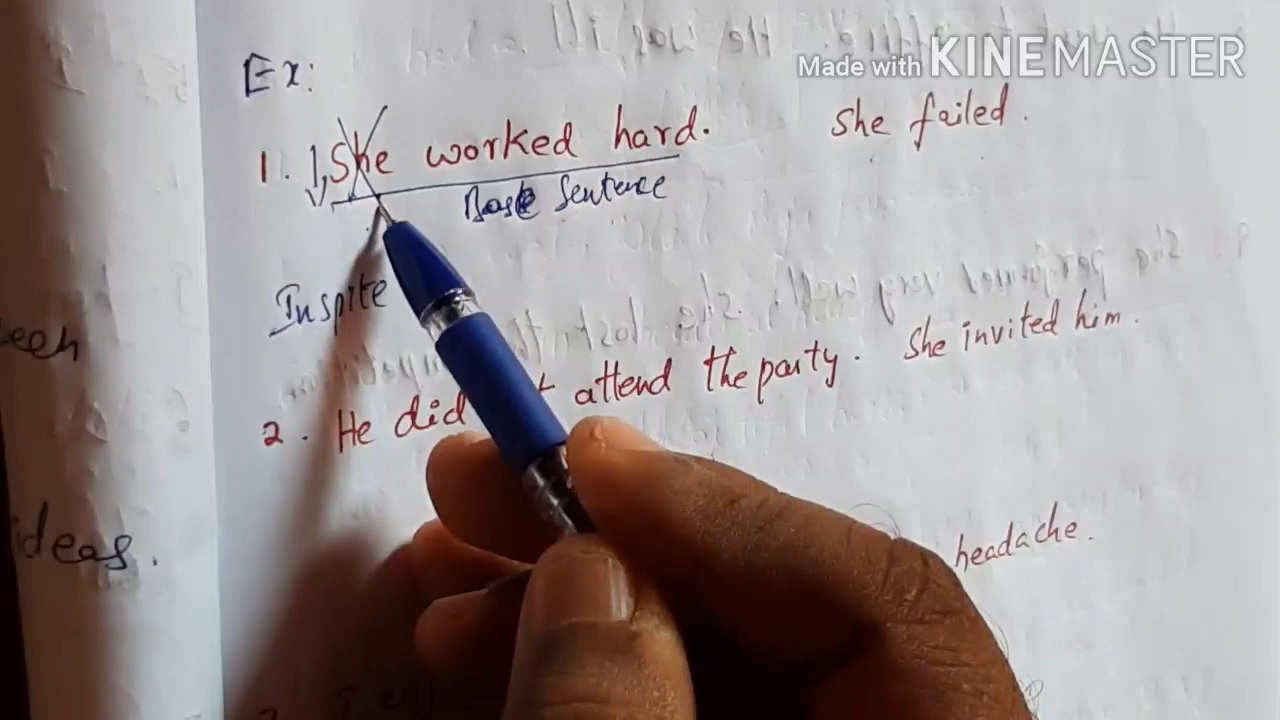 Made with KINEMASTER
Ex:
1. She worked hard. She failed.
Base Sentence
Inspite
2. He did attend the party. She invited him.
headache.
ideas.